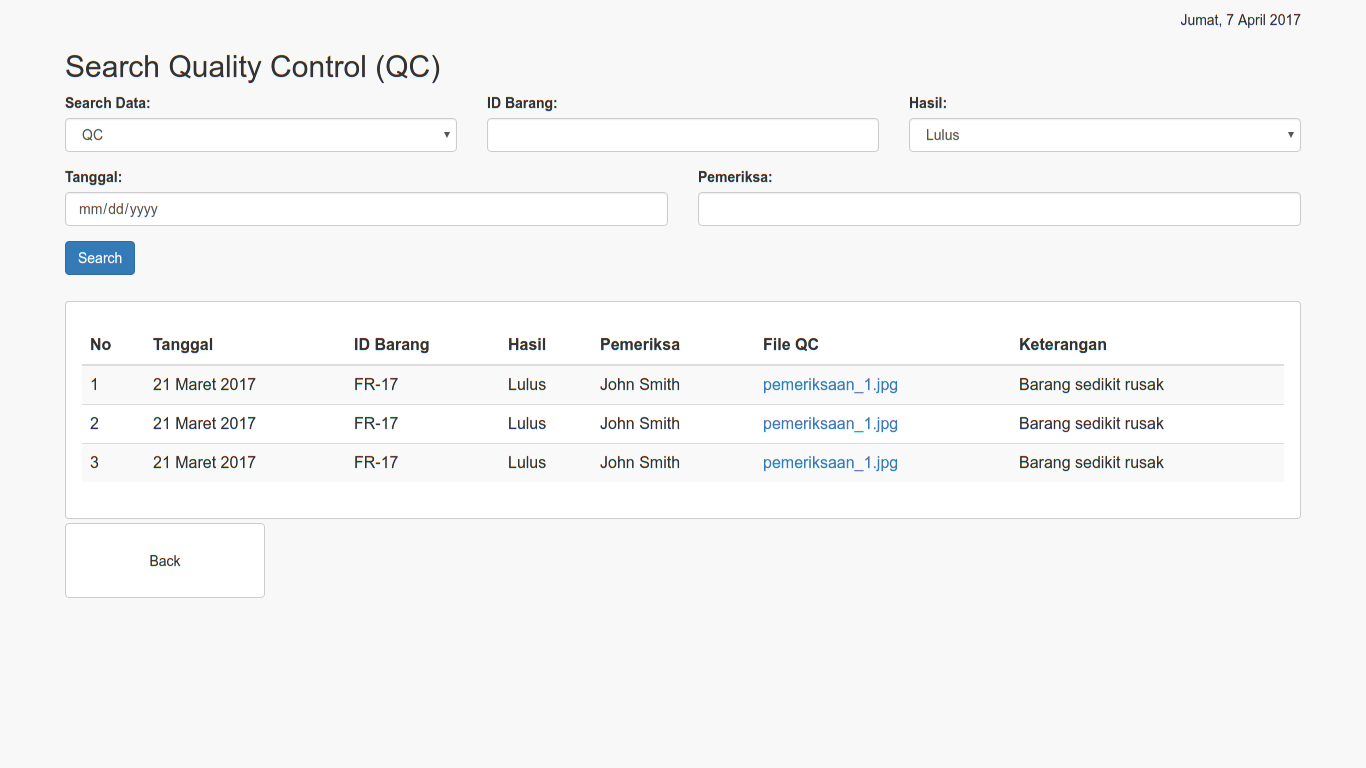 Jumat, 7 April 2017
Search Quality Control (QC)
Search Data: ID Barang: Hasil:
QC Lulus
Tanggal: Pemeriksa:
mm/dd/yyyy
Search
No Tanggal ID Barang Hasil Pemeriksa File QC Keterangan
1 21 Maret 2017 FR-17 Lulus John Smith pemeriksaan_1.jpg Barang sedikit rusak
2 21 Maret 2017 FR-17 Lulus John Smith pemeriksaan_1.jpg Barang sedikit rusak
3 21 Maret 2017 FR-17 Lulus John Smith pemeriksaan_1.jpg Barang sedikit rusak
Back